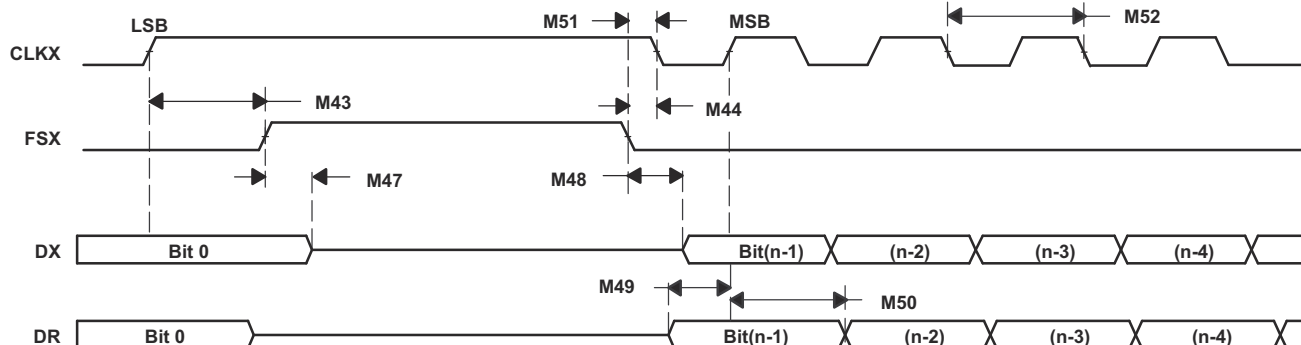 LSB
M51
MSB
M52
CLKX
M43
M44
FSX
M47
M48
DX
Bit 0
Bit(n-1)
(n-2)
(n-3)
(n-4)
M49
M50
DR
Bit 0
Bit(n-1)
(n-2)
(n-3)
(n-4)